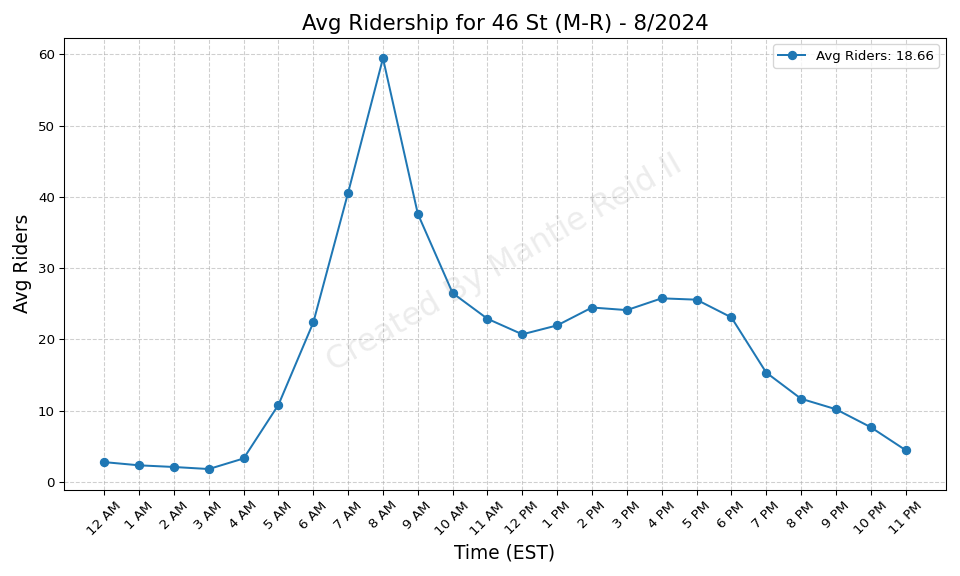 Avg Ridership for 46 St (M-R) - 8/2024
Avg Riders: 18.66
Avg Riders
60
50
40
30
20
10
0
Created By Mantie Reid II
12 AM
1 AM
2 AM
3 AM
4 AM
5 AM
6 AM
7 AM
8 AM
9 AM
10 AM
11 AM
12 PM
1 PM
2 PM
3 PM
4 PM
5 PM
6 PM
7 PM
8 PM
9 PM
10 PM
11 PM
Time (EST)